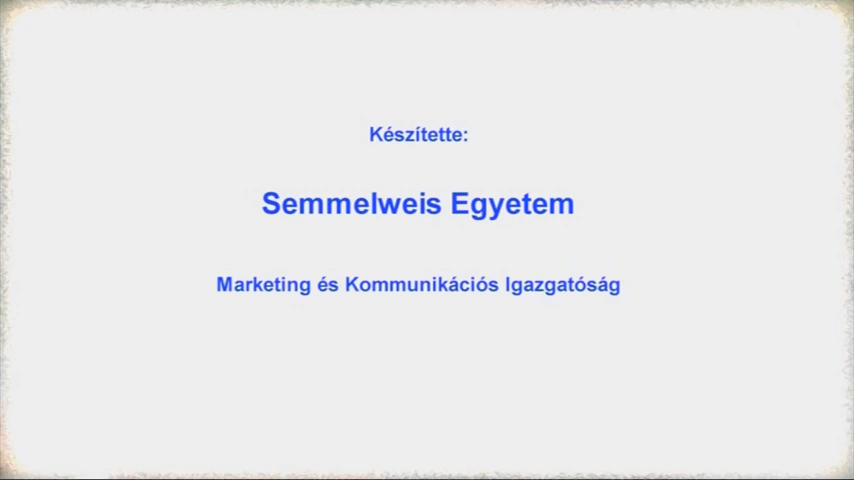 Készítette:
Semmelweis Egyetem
Marketing és Kommunikációs Igazgatóság